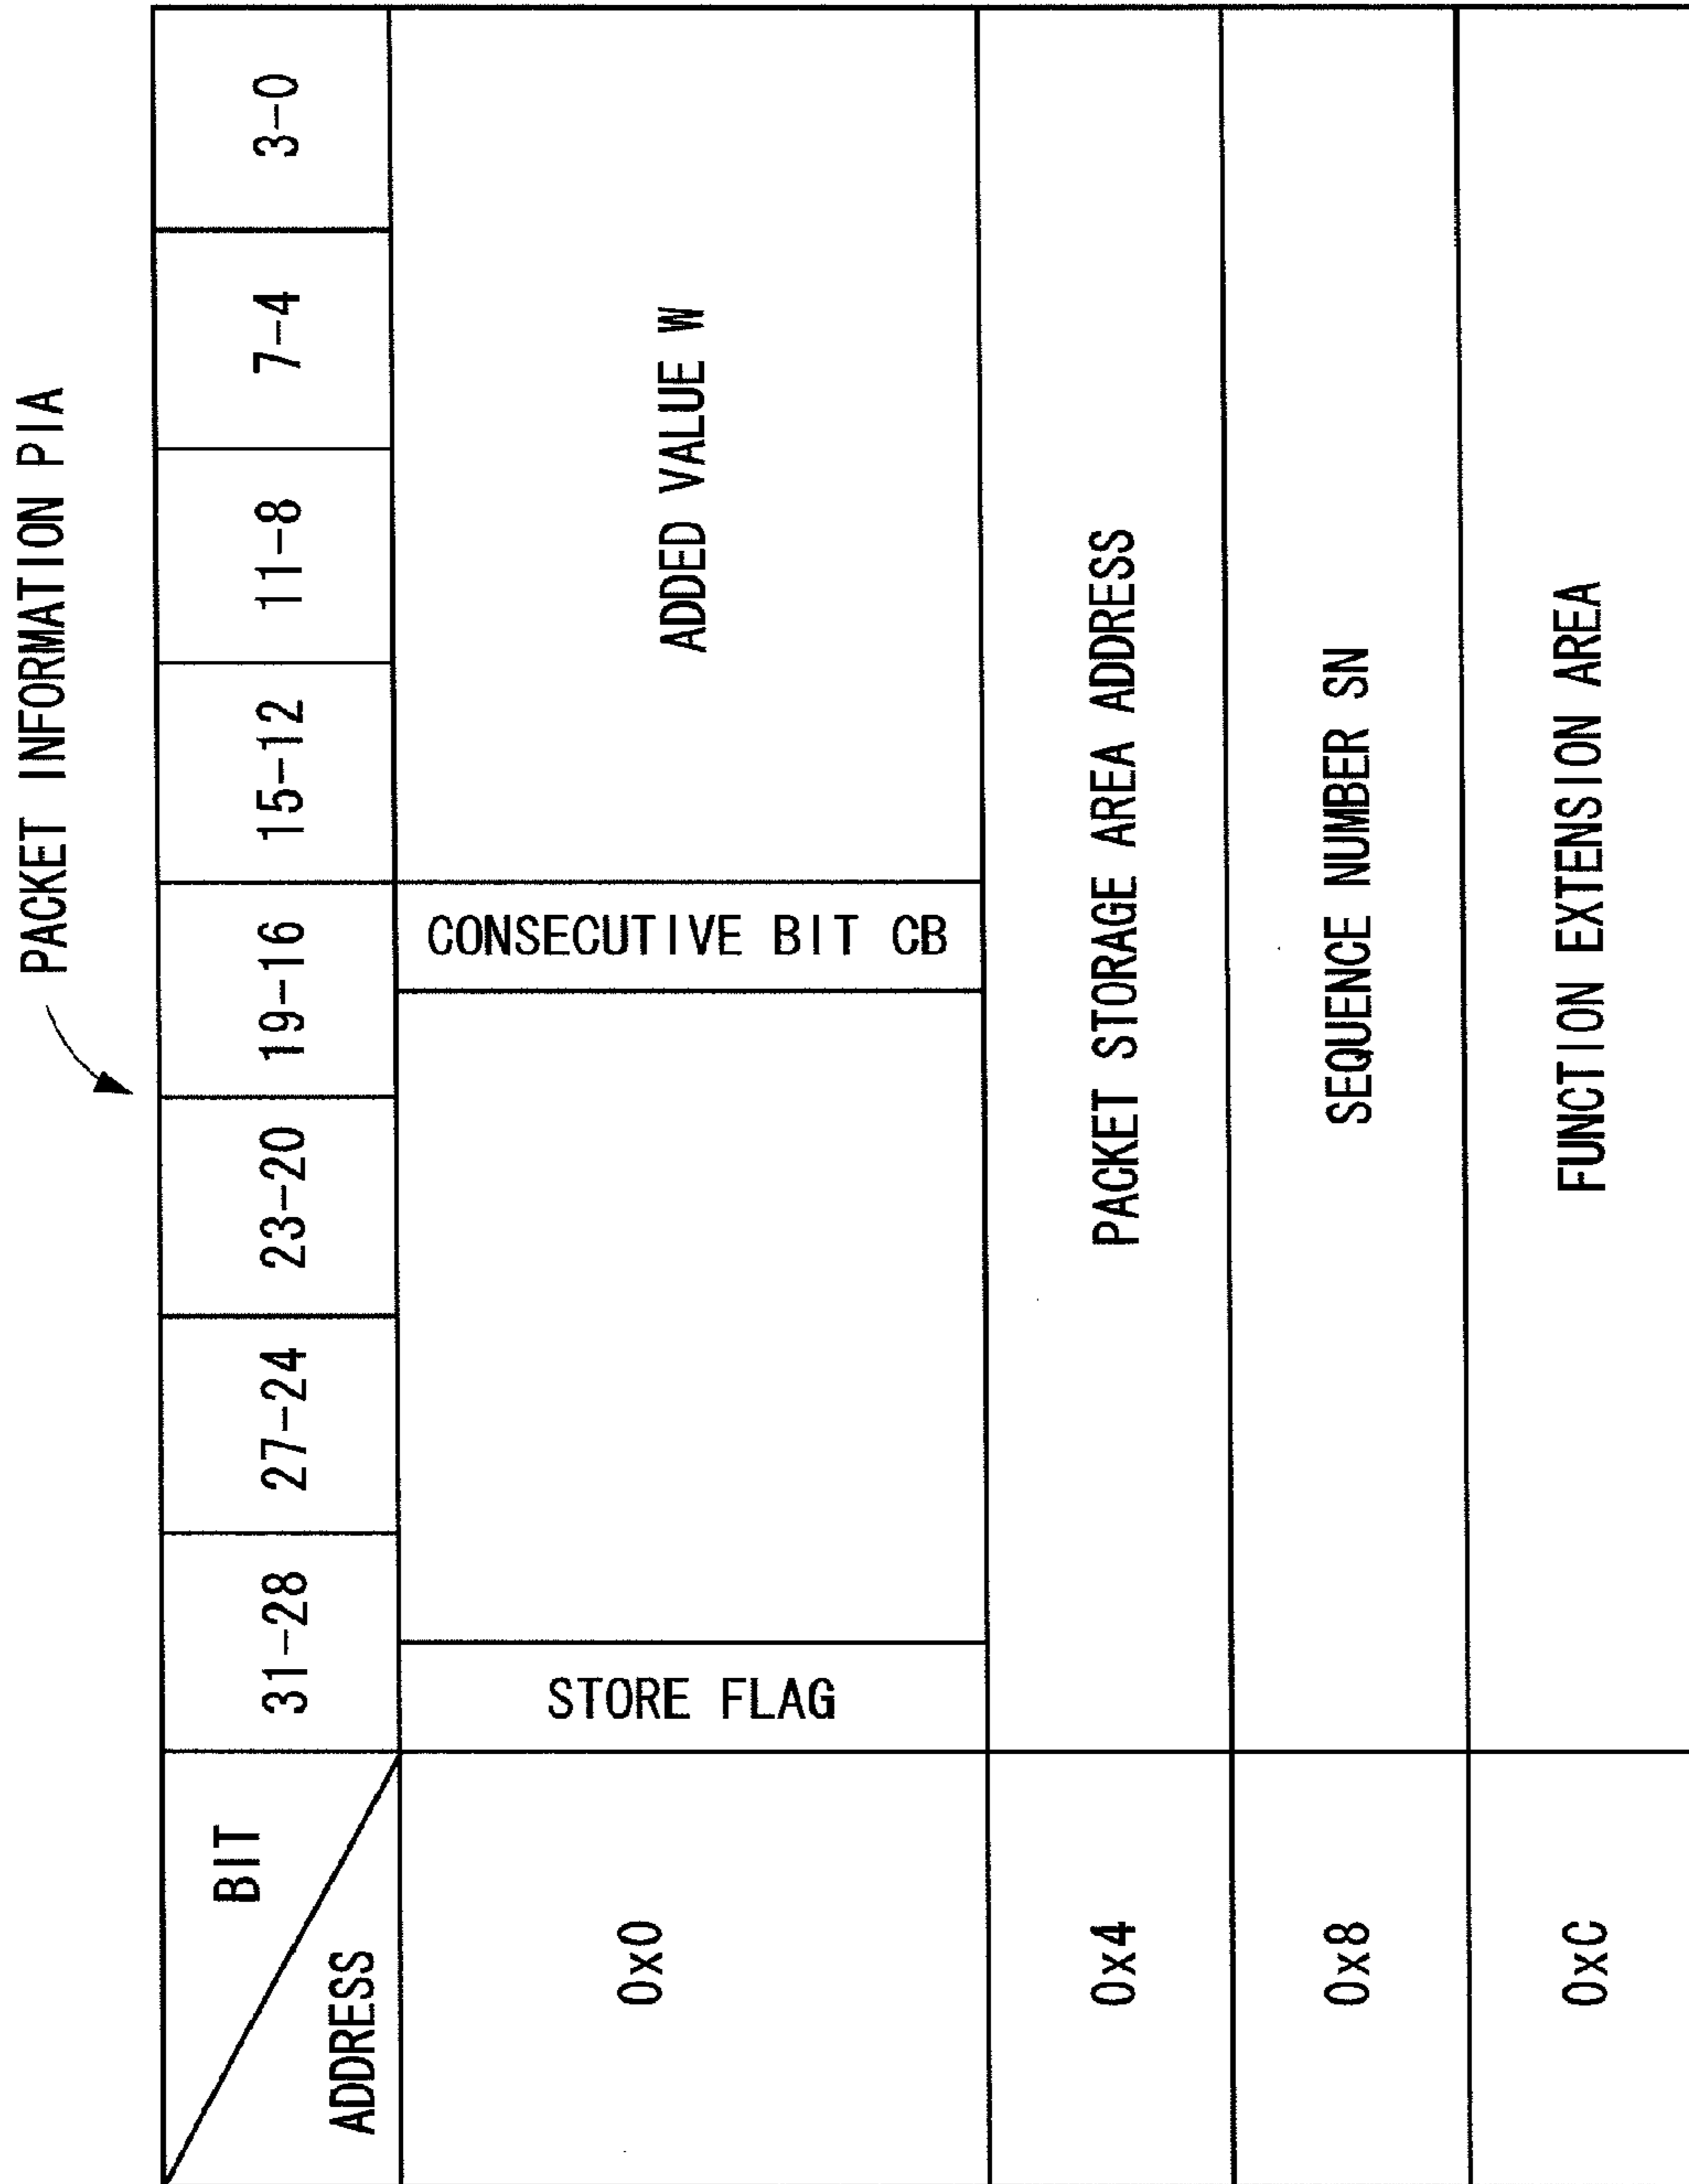 PACKET INFORMATION PIA
BIT
ADDRESS
31-28
27-24
23-20
19-16
15-12
11-8
7-4
3-0
0x0
STORE FLAG
CONSECUTIVE BIT CB
ADDED VALUE W
0x4
PACKET STORAGE AREA ADDRESS
0x8
SEQUENCE NUMBER SN
0xC
FUNCTION EXTENSION AREA